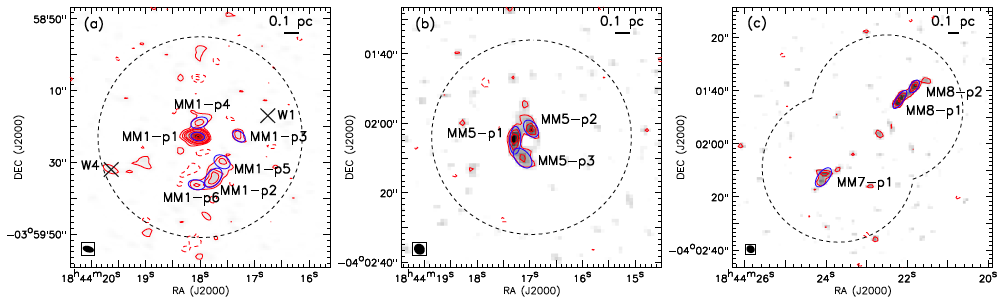 (a)
0.1 pc
58'50"
−03°59'00"
MM1−p4
W1
10"
MM1−p1
MM1−p3
30"
W4
MM1−p5
MM1−p2
MM1−p6
−03°59'50"
DEC (J2000)
18ʰ44ᵐ20ˢ
19ˢ
18ˢ
17ˢ
16ˢ
RA (J2000)
(b)
0.1 pc
01'40"
MM5−p1
MM5−p2
02'00"
MM5−p3
20"
−04°02'40"
DEC (J2000)
18ʰ44ᵐ18ˢ
17ˢ
16ˢ
15ˢ
RA (J2000)
(c)
0.1 pc
20"
01'40"
MM8−p2
MM8−p1
02'00"
MM7−p1
20"
−04°02'40"
DEC (J2000)
18ʰ44ᵐ26ˢ
24ˢ
22ˢ
20ˢ
RA (J2000)